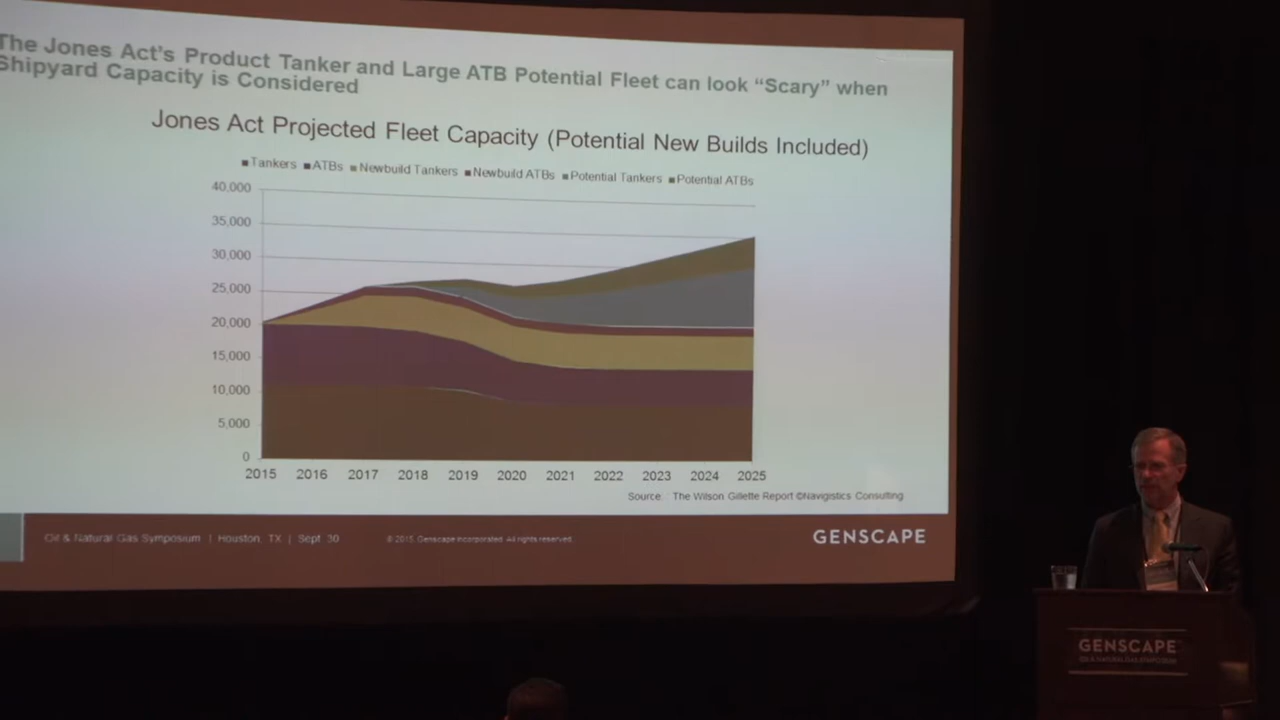 The Jones Act's Product Tanker and Large ATB Potential Fleet can look “Scary” when
Shipyard Capacity is Considered
Jones Act Projected Fleet Capacity (Potential New Builds Included)
Tankers ATBs Newbuild Tankers Newbuild ATBs Potential Tankers Potential ATBs
40,000
35,000
30,000
25,000
20,000
15,000
10,000
5,000
0
2015 2016 2017 2018 2019 2020 2021 2022 2023 2024 2025
Source: The Wilson Gillette Report ©Navigistics Consulting
Oil & Natural Gas Symposium | Houston, TX | Sept. 30
© 2015, Genscape Incorporated. All rights reserved.
GENSCAPE
GENSCAPE
OIL & NATURAL GAS SYMPOSIUM